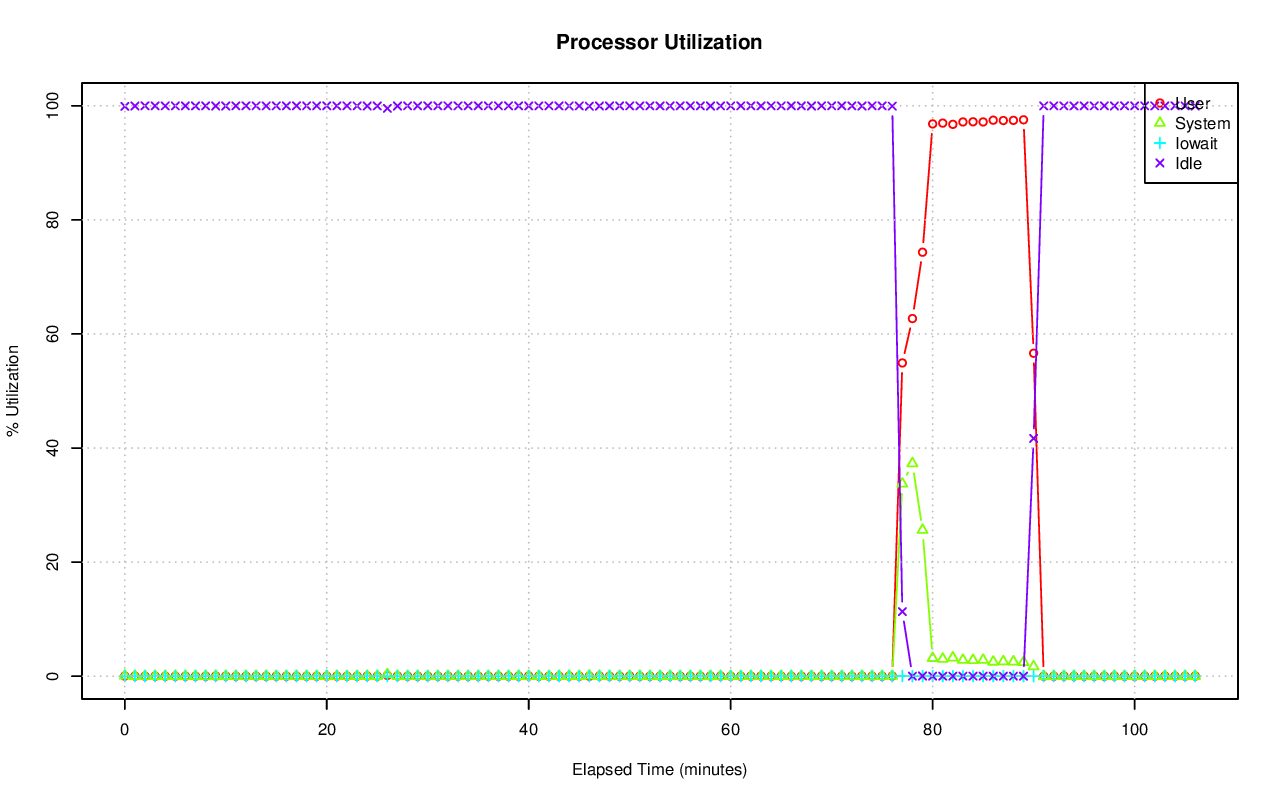 Processor Utilization
% Utilization
100
80
60
40
20
0
User
System
Iowait
Idle
0 20 40 60 80 100
Elapsed Time (minutes)